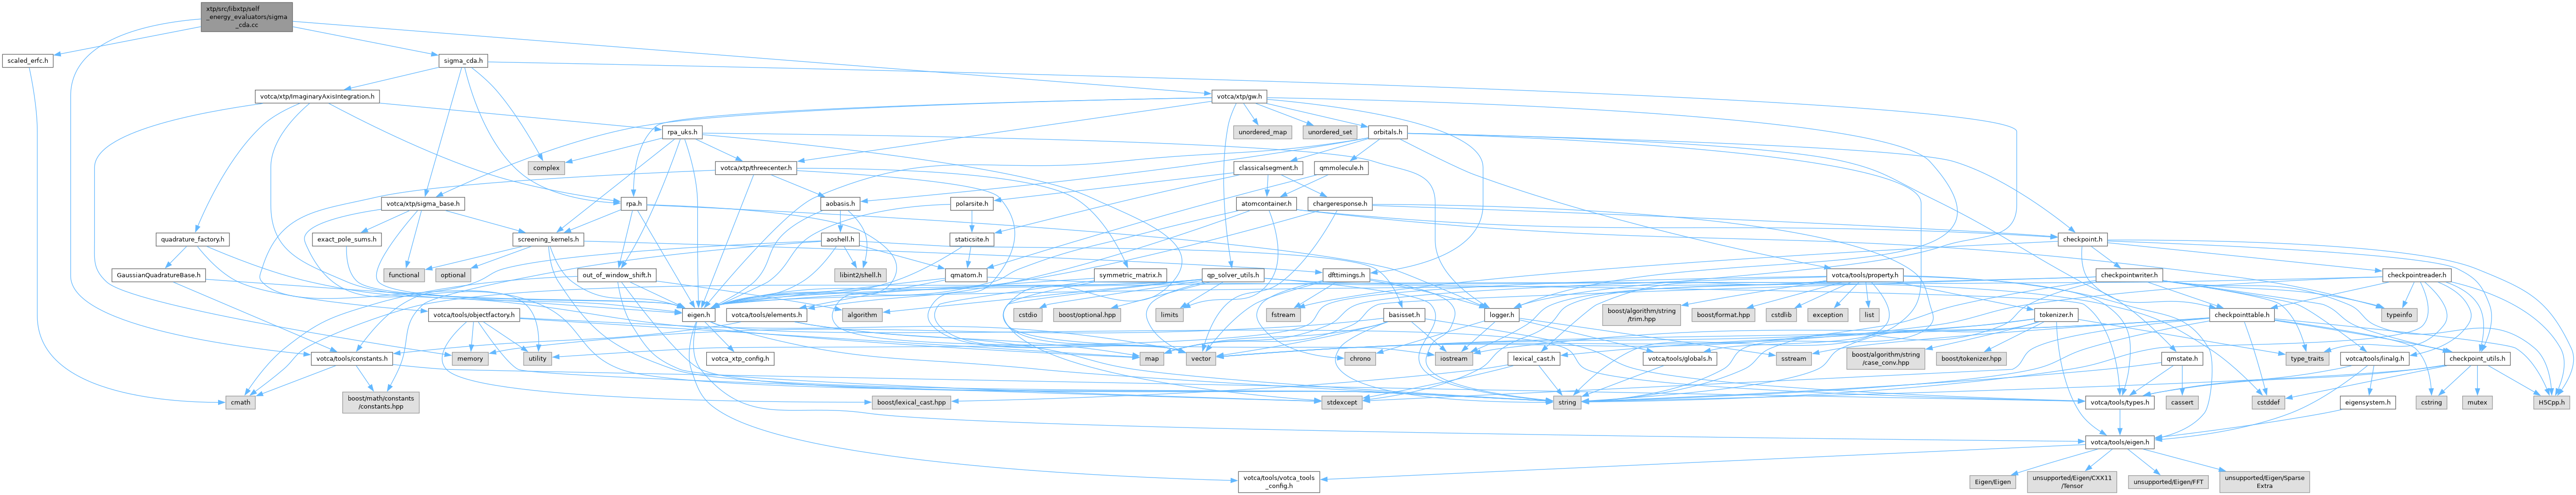 xtp/src/libxtp/self
_energy_evaluators/sigma
_cda.cc
scaled_erfc.h
sigma_cda.h
votca/xtp/ImaginaryAxisIntegration.h
votca/xtp/gw.h
rpa_uks.h
unordered_map
unordered_set
orbitals.h
complex
votca/xtp/threecenter.h
classicalsegment.h
qmmolecule.h
votca/xtp/sigma_base.h
rpa.h
aobasis.h
polarsite.h
atomcontainer.h
chargeresponse.h
quadrature_factory.h
exact_pole_sums.h
screening_kernels.h
aoshell.h
staticsite.h
checkpoint.h
GaussianQuadratureBase.h
functional
optional
out_of_window_shift.h
libint2/shell.h
qmatom.h
symmetric_matrix.h
qp_solver_utils.h
dfttimings.h
votca/tools/property.h
checkpointwriter.h
checkpointreader.h
votca/tools/objectfactory.h
eigen.h
votca/tools/elements.h
algorithm
cstdio
boost/optional.hpp
limits
fstream
basisset.h
logger.h
boost/algorithm/string
/trim.hpp
boost/format.hpp
cstdlib
exception
list
tokenizer.h
checkpointtable.h
typeinfo
votca/tools/constants.h
memory
utility
votca_xtp_config.h
map
vector
chrono
iostream
lexical_cast.h
votca/tools/globals.h
sstream
boost/algorithm/string
/case_conv.hpp
boost/tokenizer.hpp
qmstate.h
type_traits
votca/tools/linalg.h
checkpoint_utils.h
cmath
boost/math/constants
/constants.hpp
boost/lexical_cast.hpp
stdexcept
string
votca/tools/types.h
cassert
cstddef
eigensystem.h
cstring
mutex
H5Cpp.h
votca/tools/eigen.h
votca/tools/votca_tools
_config.h
Eigen/Eigen
unsupported/Eigen/CXX11
/Tensor
unsupported/Eigen/FFT
unsupported/Eigen/Sparse
Extra